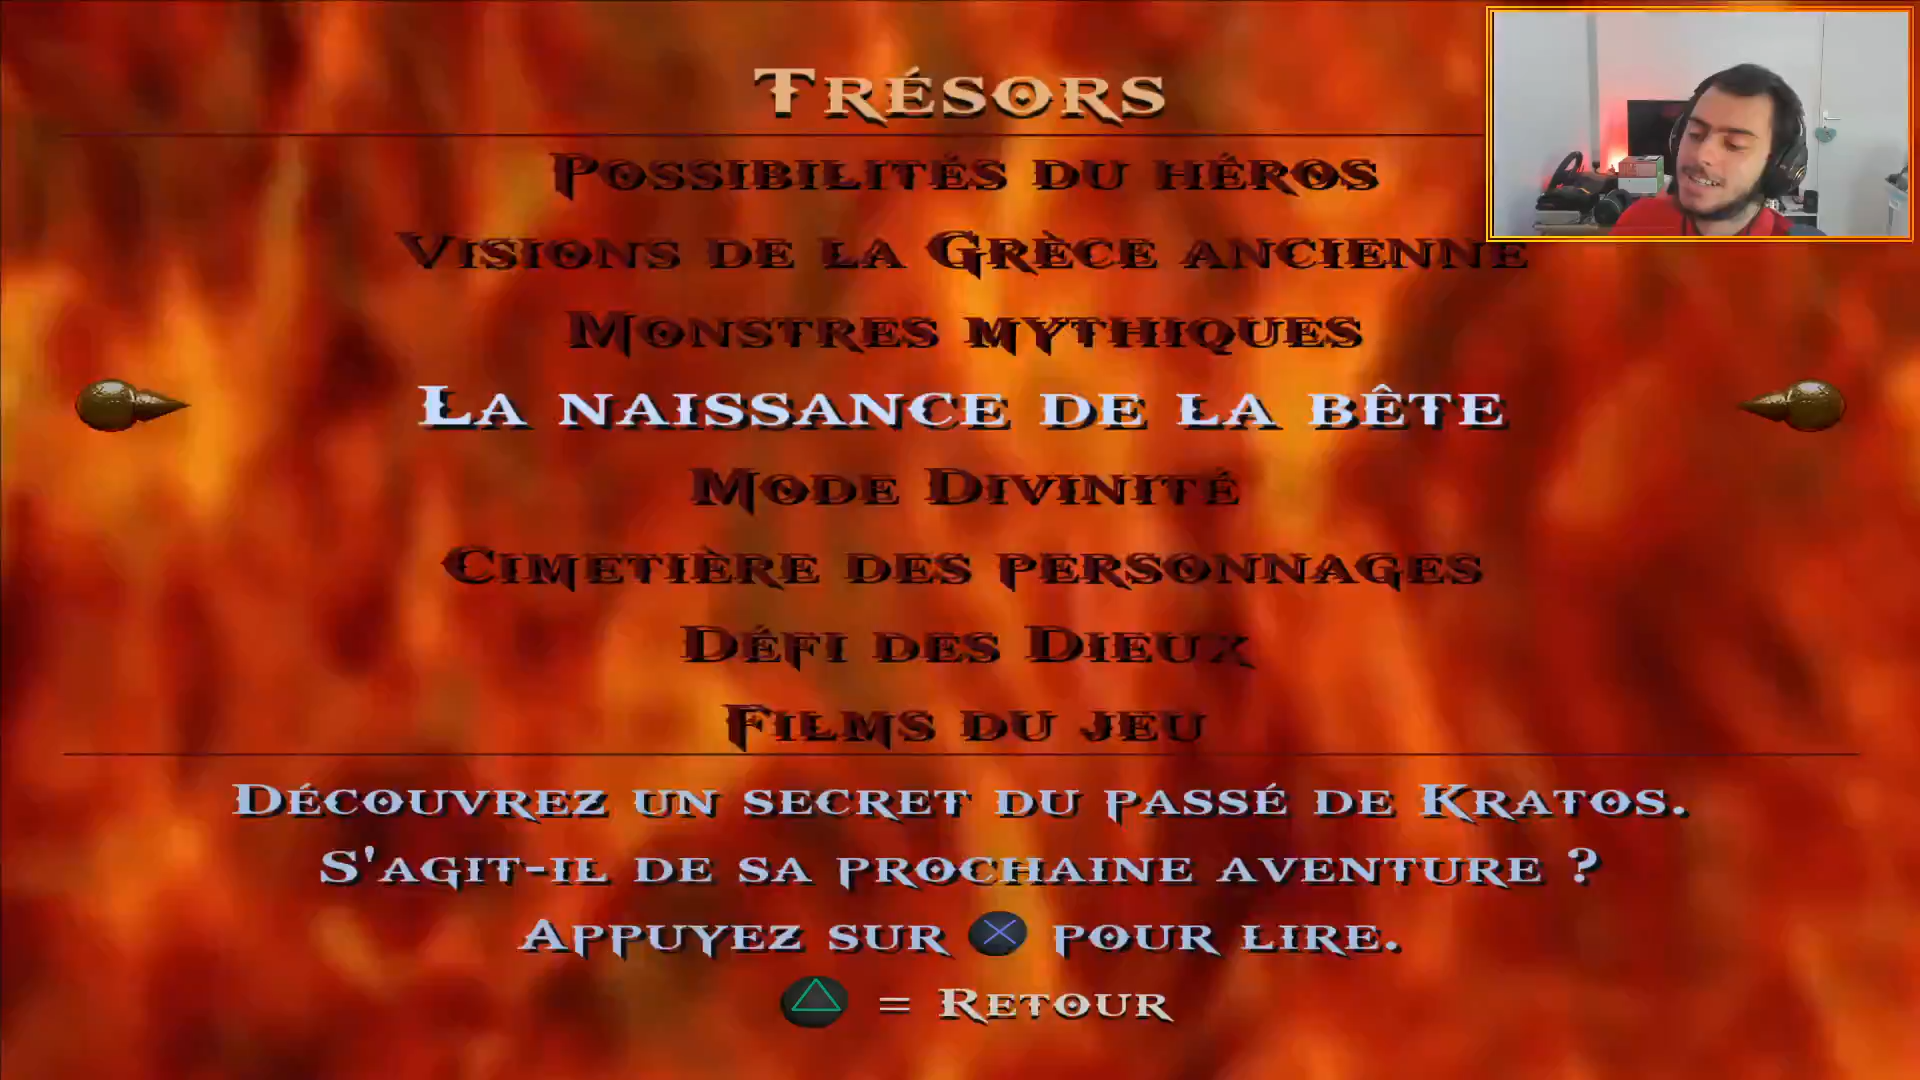 Trésors
Possibilités du héros
Visions de la Grèce ancienne
Monstres mythiques
La naissance de la bête
Mode Divinité
Cimetière des personnages
Défi des Dieux
Films du jeu
Découvrez un secret du passé de Kratos.
S'agit-il de sa prochaine aventure ?
Appuyez sur pour lire.
= Retour